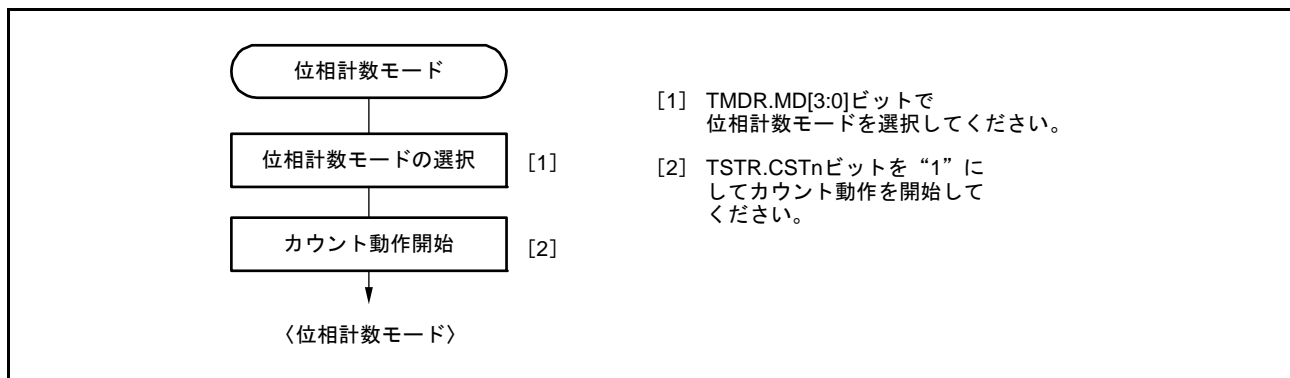 位相計数モード
位相計数モードの選択 [1]
カウント動作開始 [2]
〈位相計数モード〉
[1] TMDR.MD[3:0]ビットで
位相計数モードを選択してください。
[2] TSTR.CSTnビットを“1”に
してカウント動作を開始して
ください。